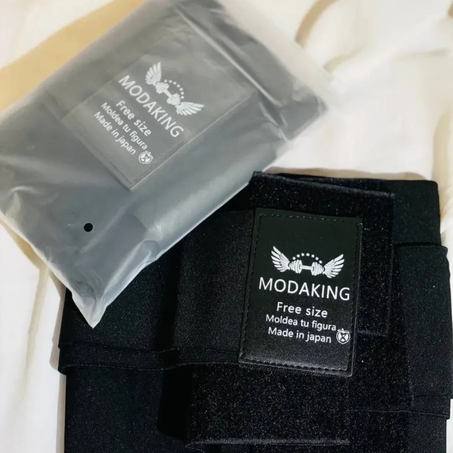 MODAKING
Free size
Moldea tu figura
Made in japan
MODAKING
Free size
Moldea tu figura
Made in japan